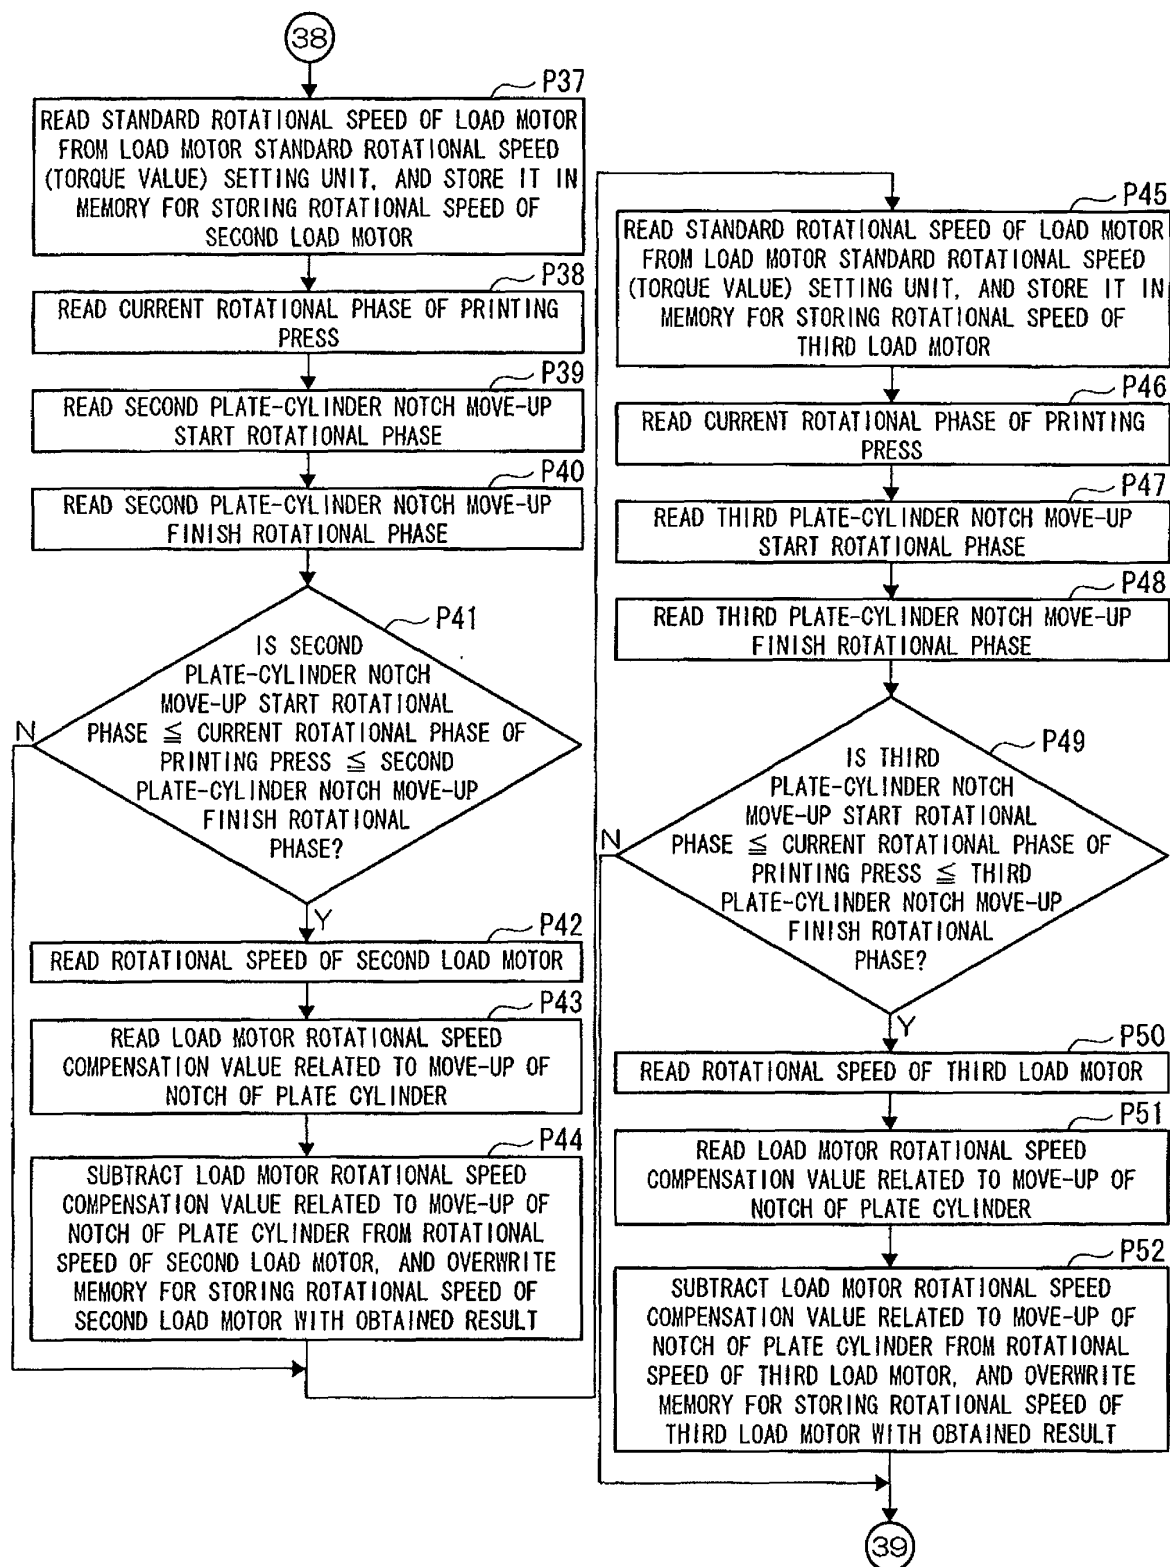 38
P37
READ STANDARD ROTATIONAL SPEED OF LOAD MOTOR
FROM LOAD MOTOR STANDARD ROTATIONAL SPEED
(TORQUE VALUE) SETTING UNIT, AND STORE IT IN
MEMORY FOR STORING ROTATIONAL SPEED OF
SECOND LOAD MOTOR
P38
READ CURRENT ROTATIONAL PHASE OF PRINTING
PRESS
P39
READ SECOND PLATE-CYLINDER NOTCH MOVE-UP
START ROTATIONAL PHASE
P40
READ SECOND PLATE-CYLINDER NOTCH MOVE-UP
FINISH ROTATIONAL PHASE
P41
IS SECOND
PLATE-CYLINDER NOTCH
MOVE-UP START ROTATIONAL
PHASE ≦ CURRENT ROTATIONAL PHASE OF
PRINTING PRESS ≦ SECOND
PLATE-CYLINDER NOTCH MOVE-UP
FINISH ROTATIONAL
PHASE?
N
Y
P42
READ ROTATIONAL SPEED OF SECOND LOAD MOTOR
P43
READ LOAD MOTOR ROTATIONAL SPEED
COMPENSATION VALUE RELATED TO MOVE-UP OF
NOTCH OF PLATE CYLINDER
P44
SUBTRACT LOAD MOTOR ROTATIONAL SPEED
COMPENSATION VALUE RELATED TO MOVE-UP OF
NOTCH OF PLATE CYLINDER FROM ROTATIONAL
SPEED OF SECOND LOAD MOTOR, AND OVERWRITE
MEMORY FOR STORING ROTATIONAL SPEED OF
SECOND LOAD MOTOR WITH OBTAINED RESULT
P45
READ STANDARD ROTATIONAL SPEED OF LOAD MOTOR
FROM LOAD MOTOR STANDARD ROTATIONAL SPEED
(TORQUE VALUE) SETTING UNIT, AND STORE IT IN
MEMORY FOR STORING ROTATIONAL SPEED OF
THIRD LOAD MOTOR
P46
READ CURRENT ROTATIONAL PHASE OF PRINTING
PRESS
P47
READ THIRD PLATE-CYLINDER NOTCH MOVE-UP
START ROTATIONAL PHASE
P48
READ THIRD PLATE-CYLINDER NOTCH MOVE-UP
FINISH ROTATIONAL PHASE
P49
IS THIRD
PLATE-CYLINDER NOTCH
MOVE-UP START ROTATIONAL
PHASE ≦ CURRENT ROTATIONAL PHASE OF
PRINTING PRESS ≦ THIRD
PLATE-CYLINDER NOTCH MOVE-UP
FINISH ROTATIONAL
PHASE?
N
Y
P50
READ ROTATIONAL SPEED OF THIRD LOAD MOTOR
P51
READ LOAD MOTOR ROTATIONAL SPEED
COMPENSATION VALUE RELATED TO MOVE-UP OF
NOTCH OF PLATE CYLINDER
P52
SUBTRACT LOAD MOTOR ROTATIONAL SPEED
COMPENSATION VALUE RELATED TO MOVE-UP OF
NOTCH OF PLATE CYLINDER FROM ROTATIONAL
SPEED OF THIRD LOAD MOTOR, AND OVERWRITE
MEMORY FOR STORING ROTATIONAL SPEED OF
THIRD LOAD MOTOR WITH OBTAINED RESULT
39